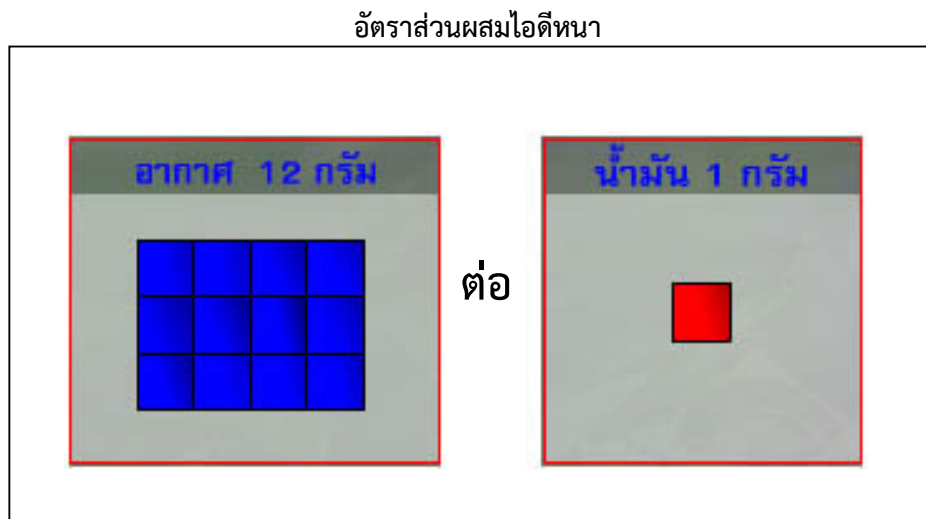 อัตราส่วนผสมไอดีหนา
อากาศ 12 กรัม
ต่อ
น้ำมัน 1 กรัม